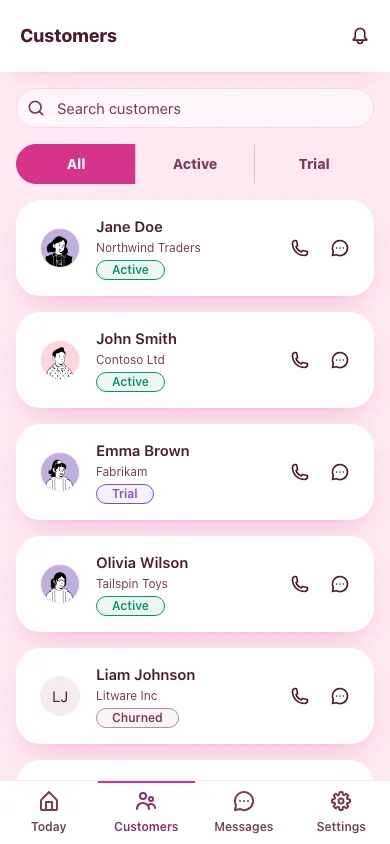 Customers
Search customers
All Active Trial
Jane Doe
Northwind Traders
Active
John Smith
Contoso Ltd
Active
Emma Brown
Fabrikam
Trial
Olivia Wilson
Tailspin Toys
Active
LJ
Liam Johnson
Litware Inc
Churned
Today Customers Messages Settings